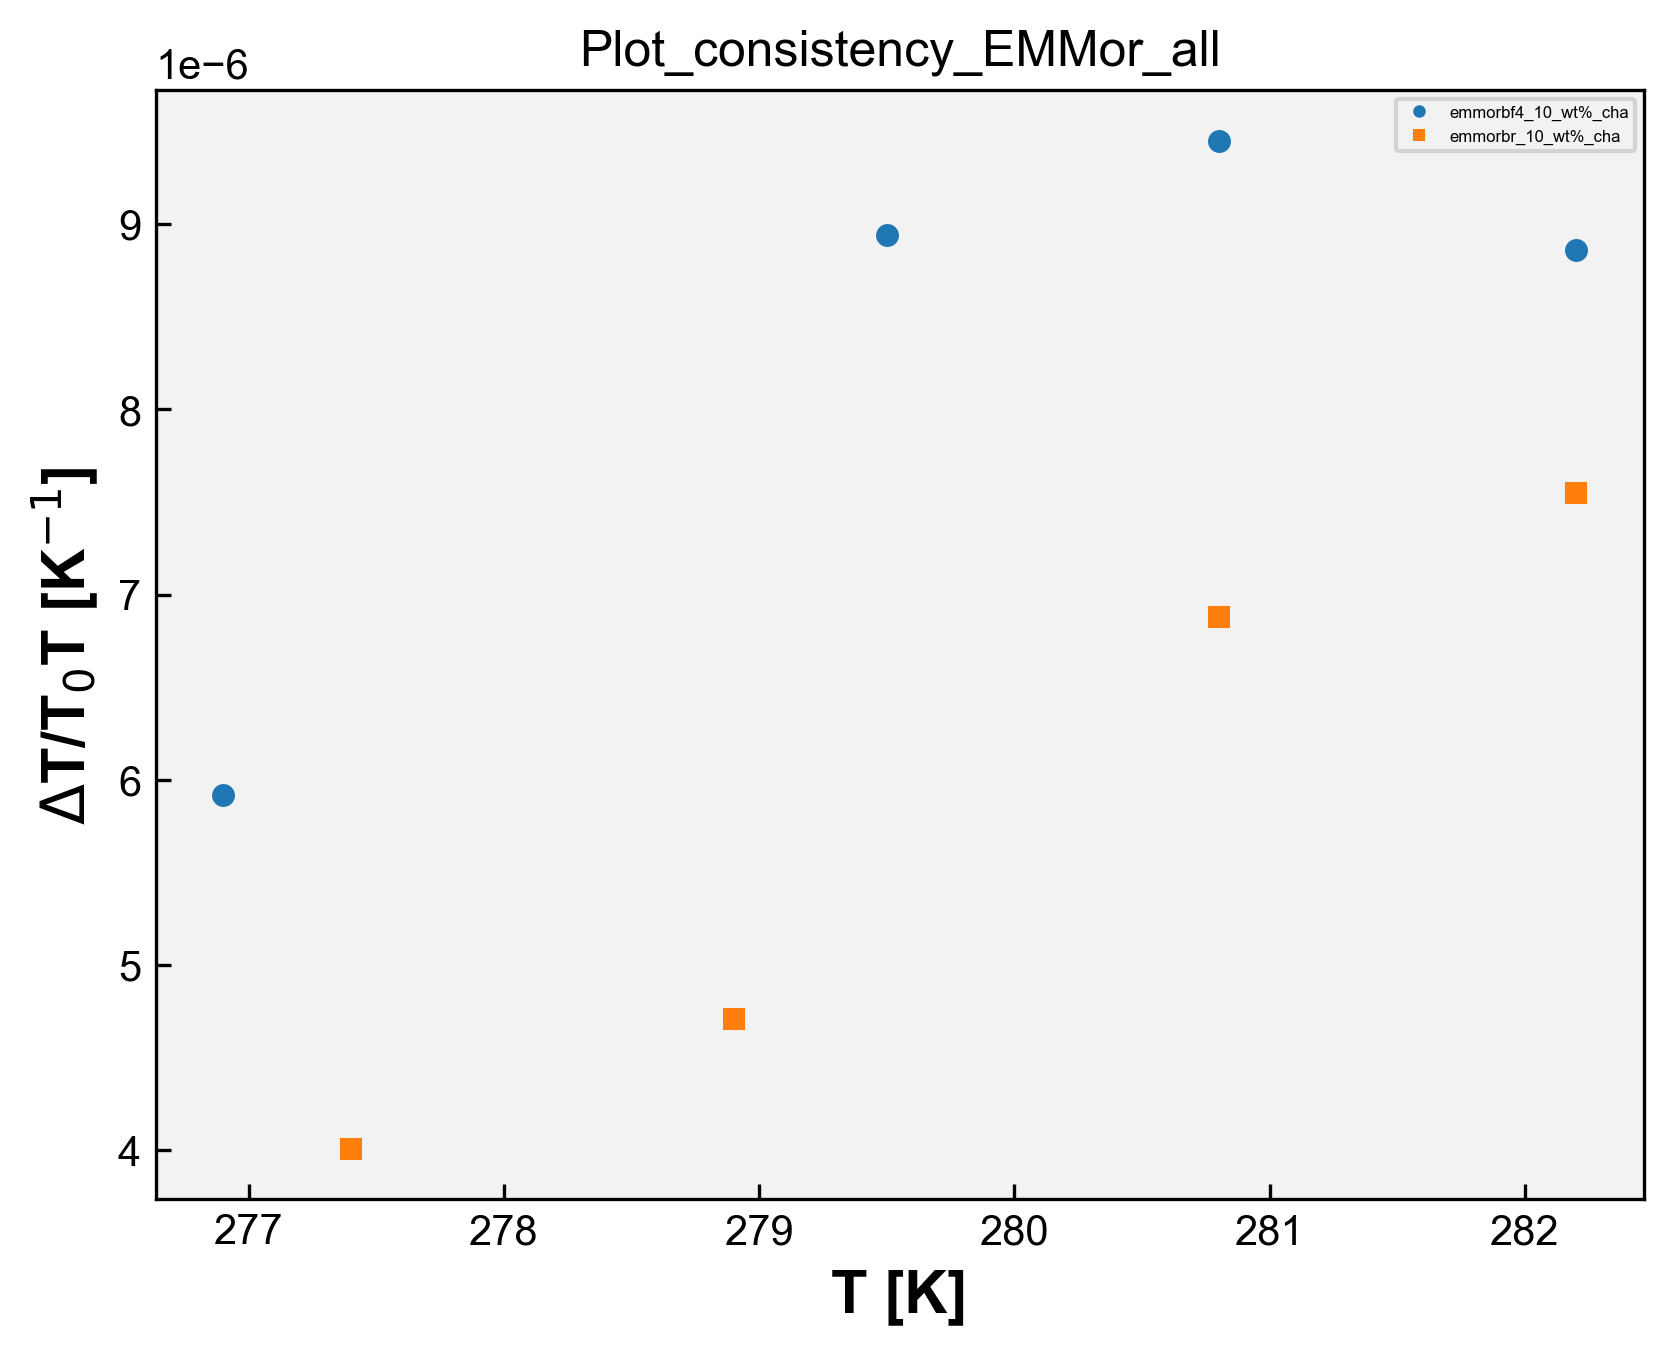 Plot_consistency_EMMor_all
1e−6
emmorbf4_10_wt%_cha
emmorbr_10_wt%_cha
9
8
7
6
5
4
ΔT/T₀T [K⁻¹]
277 278 279 280 281 282
T [K]